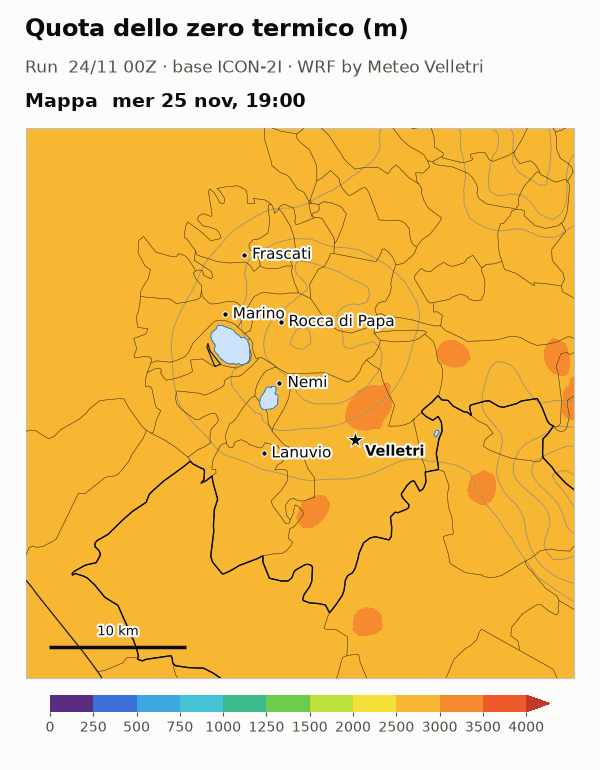 Quota dello zero termico (m)
Run  24/11 00Z · base ICON-2I · WRF by Meteo Velletri
Mappa  mer 25 nov, 19:00
Frascati
Marino
Rocca di Papa
Nemi
Velletri
Lanuvio
10 km
0 250 500 750 1000 1250 1500 2000 2500 3000 3500 4000